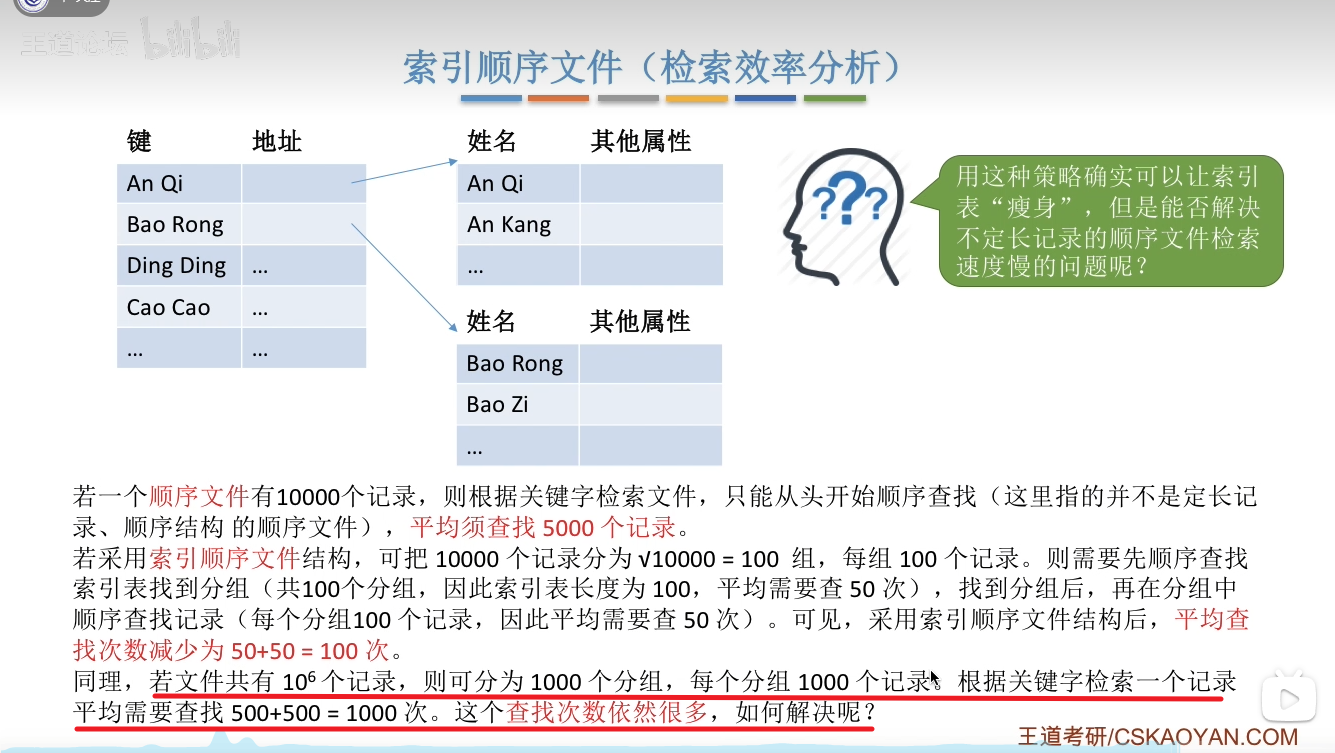 王道论坛 bilibili
索引顺序文件（检索效率分析）
键 地址
An Qi
Bao Rong
Ding Ding ...
Cao Cao ...
... ...
姓名 其他属性
An Qi
An Kang
...
姓名 其他属性
Bao Rong
Bao Zi
...
???
用这种策略确实可以让索引
表“瘦身”，但是能否解决
不定长记录的顺序文件检索
速度慢的问题呢？
若一个顺序文件有10000个记录，则根据关键字检索文件，只能从头开始顺序查找（这里指的并不是定长记
录、顺序结构 的顺序文件），平均须查找 5000 个记录。
若采用索引顺序文件结构，可把 10000 个记录分为 √10000 = 100 组，每组 100 个记录。则需要先顺序查找
索引表找到分组（共100个分组，因此索引表长度为 100，平均需要查 50 次），找到分组后，再在分组中
顺序查找记录（每个分组100 个记录，因此平均需要查 50 次）。可见，采用索引顺序文件结构后，平均查
找次数减少为 50+50 = 100 次。
同理，若文件共有 10⁶ 个记录，则可分为 1000 个分组，每个分组 1000 个记录。根据关键字检索一个记录
平均需要查找 500+500 = 1000 次。这个查找次数依然很多，如何解决呢？
王道考研/CSKAOYAN.COM